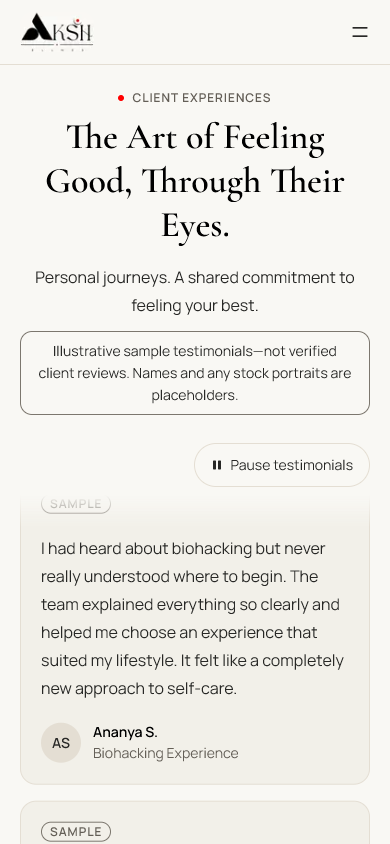 AKSH
CLIENT EXPERIENCES
The Art of Feeling
Good, Through Their
Eyes.
Personal journeys. A shared commitment to
feeling your best.
Illustrative sample testimonials—not verified
client reviews. Names and any stock portraits are
placeholders.
Pause testimonials
SAMPLE
I had heard about biohacking but never
really understood where to begin. The
team explained everything so clearly and
helped me choose an experience that
suited my lifestyle. It felt like a completely
new approach to self-care.
AS
Ananya S.
Biohacking Experience
SAMPLE